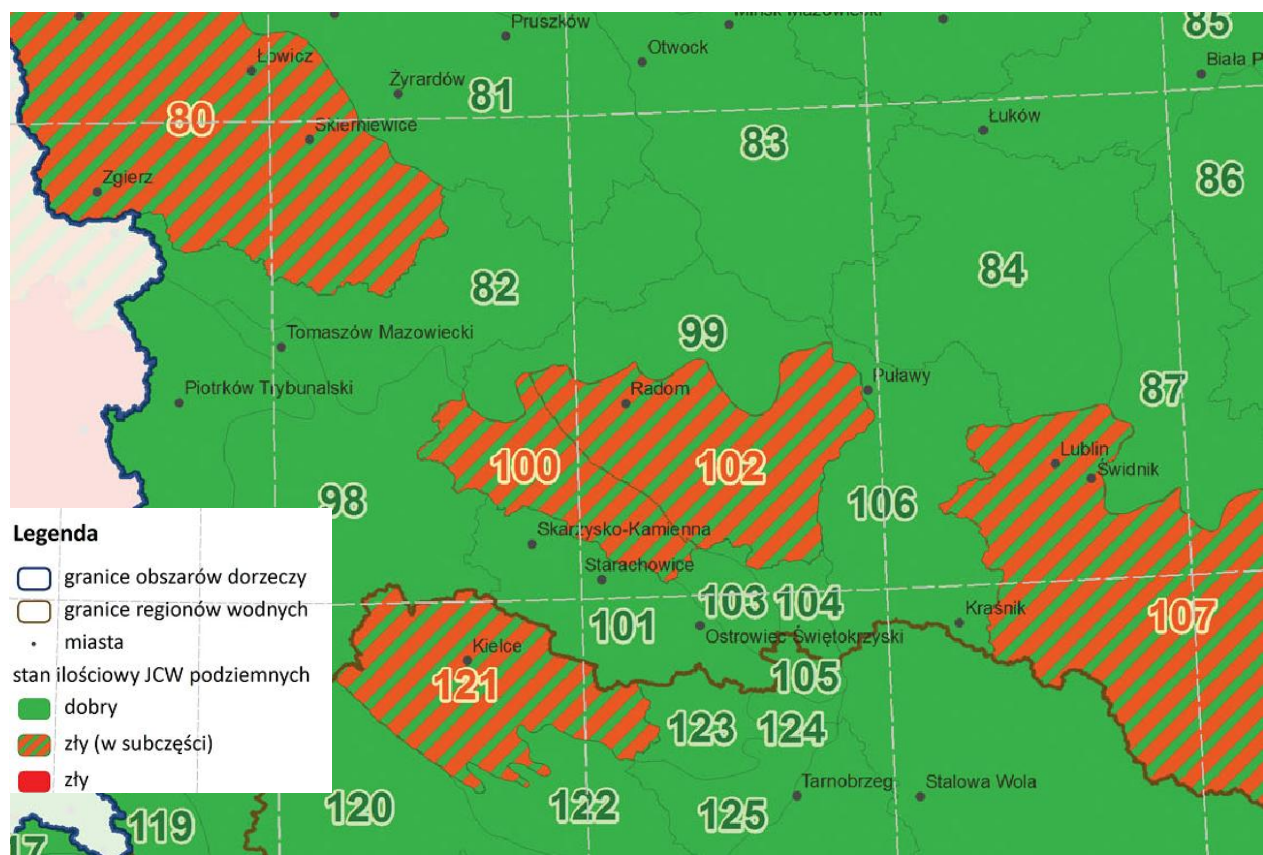 Pruszków
85
Łowicz
Otwock
Biała P
Żyrardów
81
80
Skierniewice
Łuków
83
Zgierz
86
84
82
Tomaszów Mazowiecki
99
Piotrków Trybunalski
Radom
Puławy
87
100
102
Lublin
Świdnik
98
106
Skarżysko-Kamienna
Starachowice
103
104
101
Ostrowiec Świętokrzyski
Kraśnik
107
Kielce
121
105
123
124
Tarnobrzeg
Stalowa Wola
119
120
122
125
17
Legenda
granice obszarów dorzeczy
granice regionów wodnych
miasta
stan ilościowy JCW podziemnych
dobry
zły (w subczęści)
zły